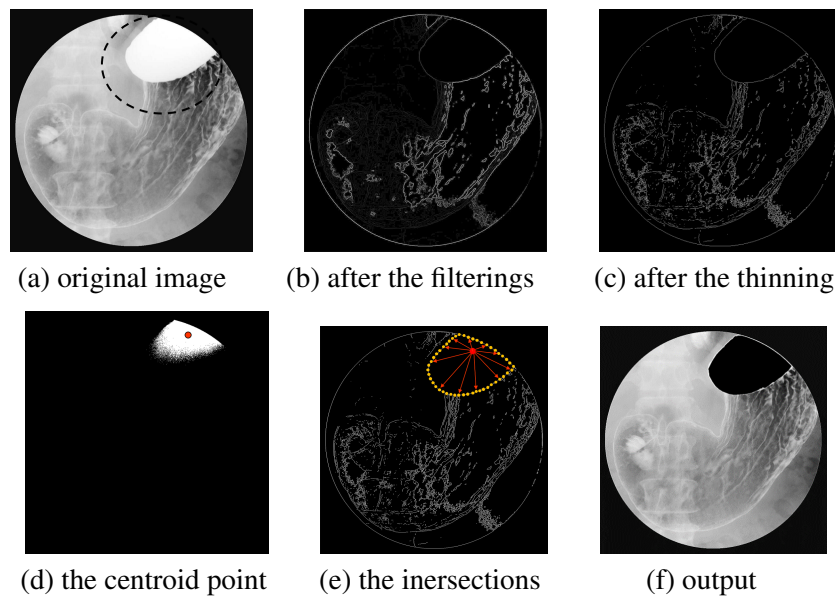 (a) original image
(b) after the filterings
(c) after the thinning
(d) the centroid point
(e) the inersections
(f) output